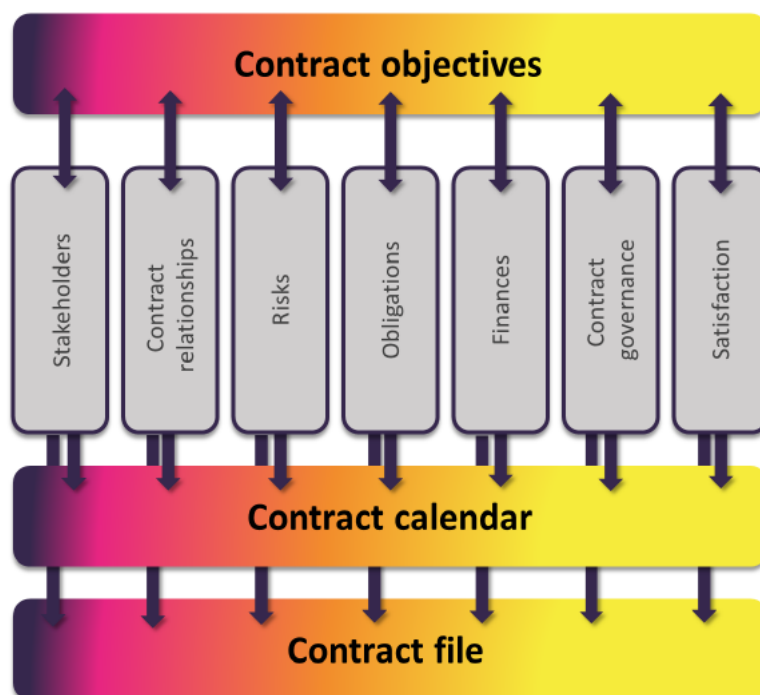 Contract objectives
Stakeholders
Contract
relationships
Risks
Obligations
Finances
Contract
governance
Satisfaction
Contract calendar
Contract file